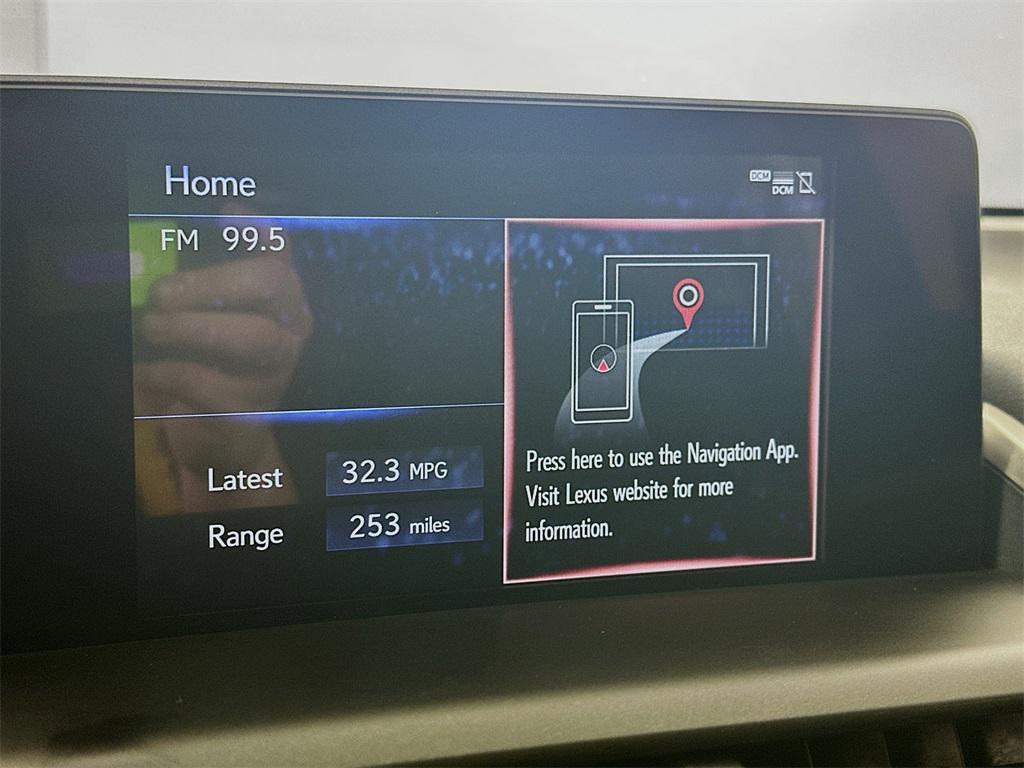 Home
DCM
DCM
FM 99.5
Latest 32.3 MPG
Range 253 miles
Press here to use the Navigation App.
Visit Lexus website for more
information.